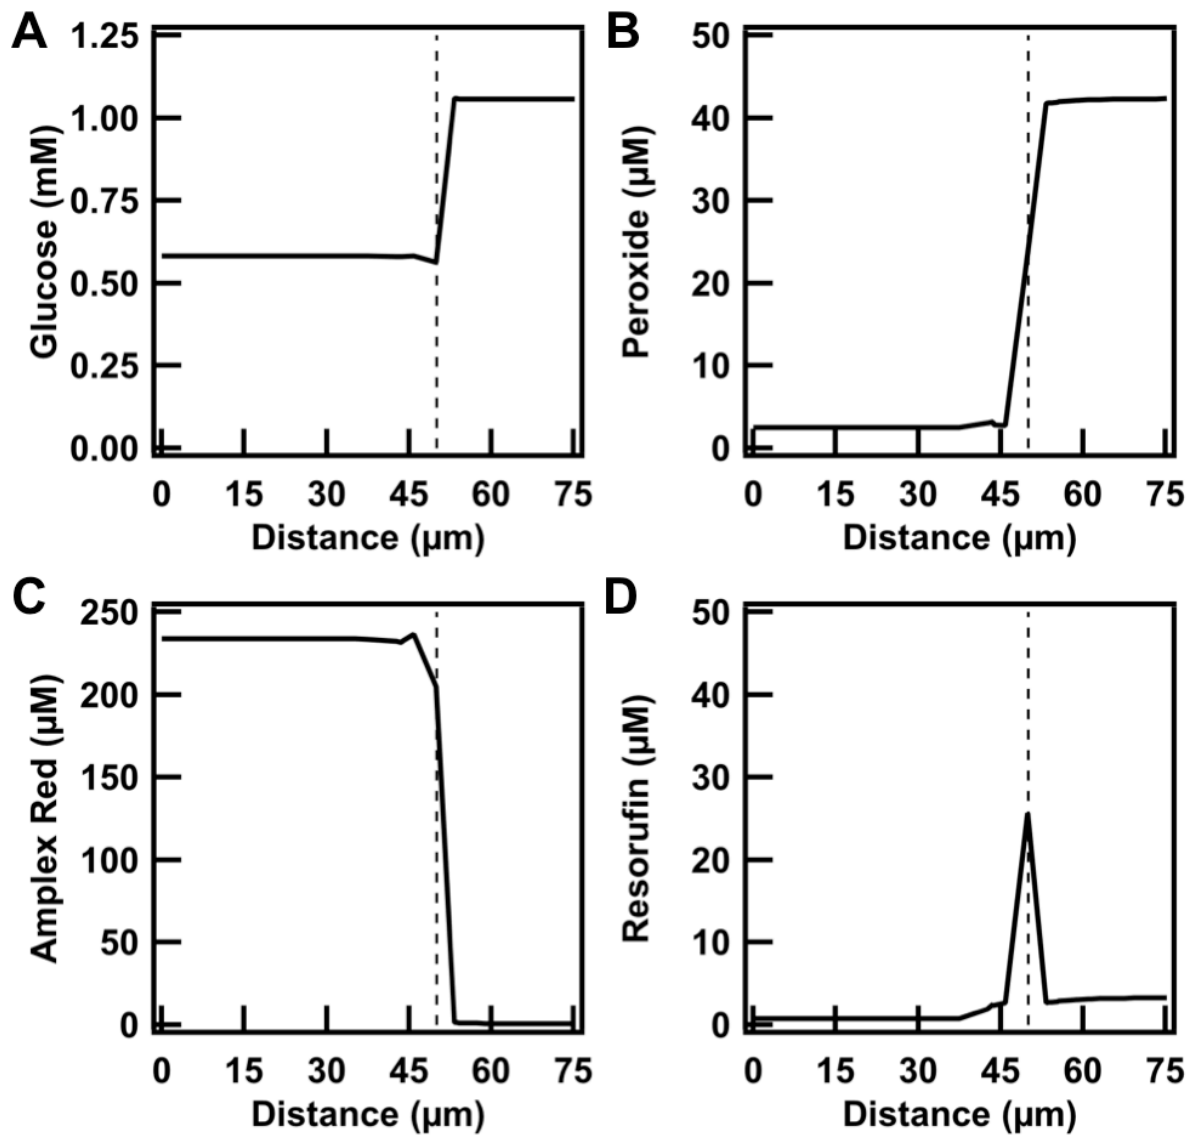 A
1.25
1.00
0.75
0.50
0.25
0.00
Glucose (mM)
0 15 30 45 60 75
Distance (µm)
B
50
40
30
20
10
0
Peroxide (µM)
0 15 30 45 60 75
Distance (µm)
C
250
200
150
100
50
0
Amplex Red (µM)
0 15 30 45 60 75
Distance (µm)
D
50
40
30
20
10
0
Resorufin (µM)
0 15 30 45 60 75
Distance (µm)